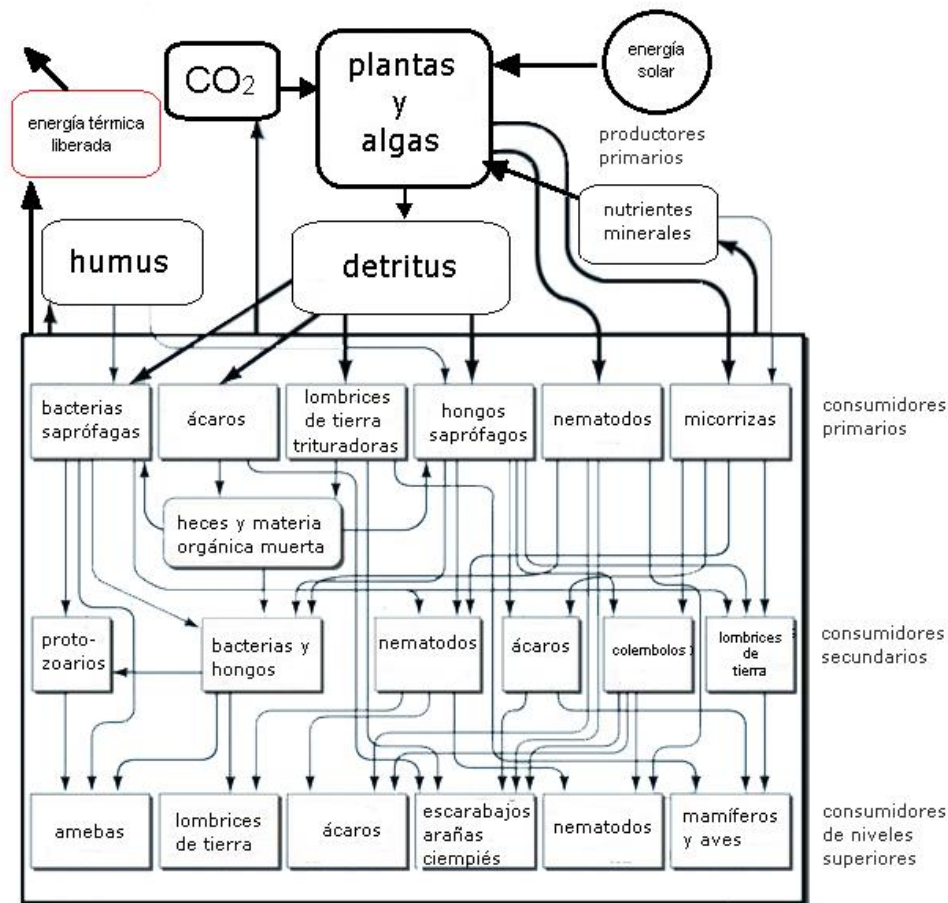 energía
solar
plantas
y
algas
CO2
energía térmica
liberada
productores
primarios
nutrientes
minerales
humus
detritus
bacterias
saprófagas
ácaros
lombrices
de tierra
trituradoras
hongos
saprófagos
nematodos
micorrizas
consumidores
primarios
heces y materia
orgánica muerta
proto-
zoarios
bacterias y
hongos
nematodos
ácaros
colembolos
lombrices
de
tierra
consumidores
secundarios
amebas
lombrices
de tierra
ácaros
escarabajos
arañas
ciempiés
nematodos
mamíferos
y aves
consumidores
de niveles
superiores